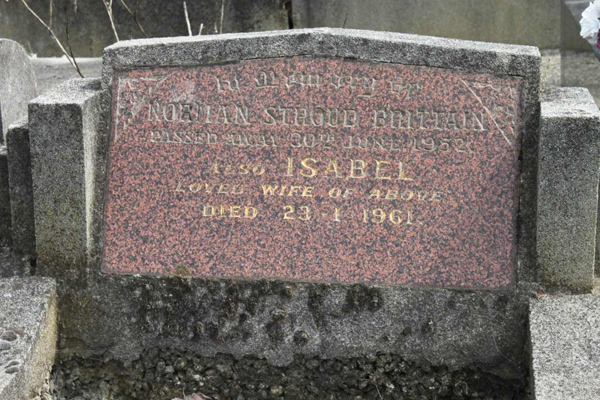 In Memory Of
NORMAN STROUD BRITTAIN
PASSED AWAY 30TH JUNE 1952
ALSO ISABEL
LOVED WIFE OF ABOVE
DIED 23·1·1961